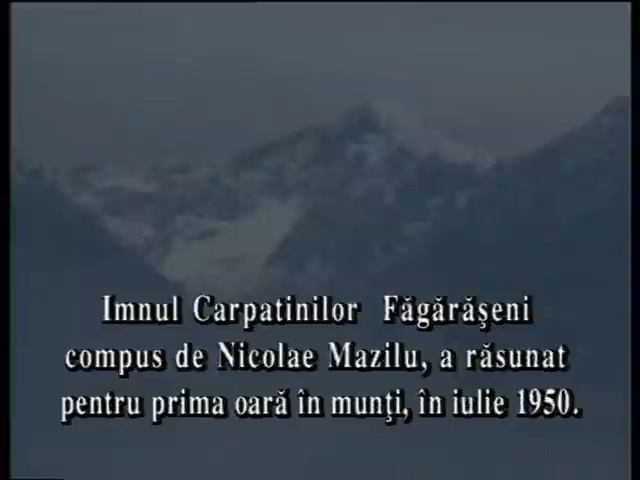 Imnul Carpatinilor Făgărăşeni
compus de Nicolae Mazilu, a răsunat
pentru prima oară în munţi, în iulie 1950.